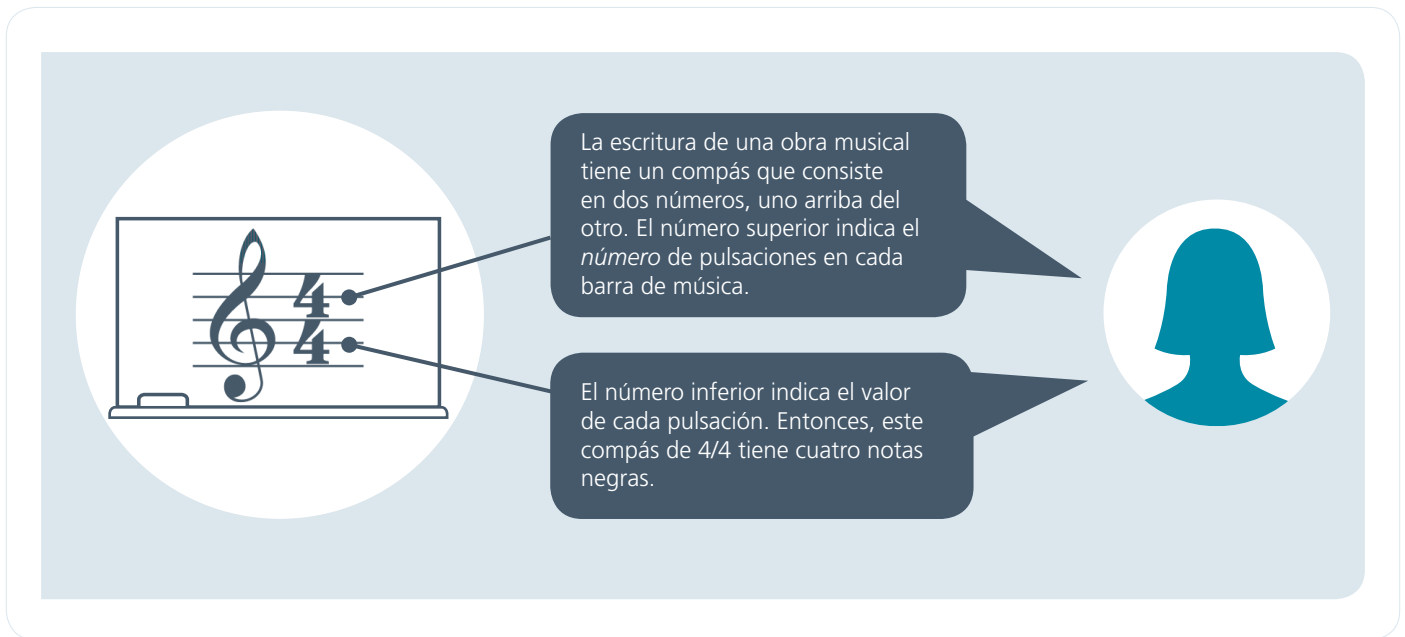 4
4
La escritura de una obra musical
tiene un compás que consiste
en dos números, uno arriba del
otro. El número superior indica el
número de pulsaciones en cada
barra de música.
El número inferior indica el valor
de cada pulsación. Entonces, este
compás de 4/4 tiene cuatro notas
negras.